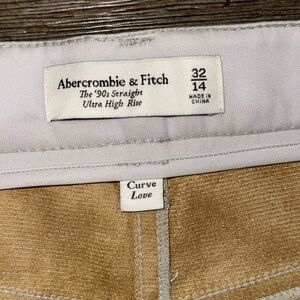 Abercrombie & Fitch
The '90s Straight
Ultra High Rise
32
14
MADE IN
CHINA
Curve
Love